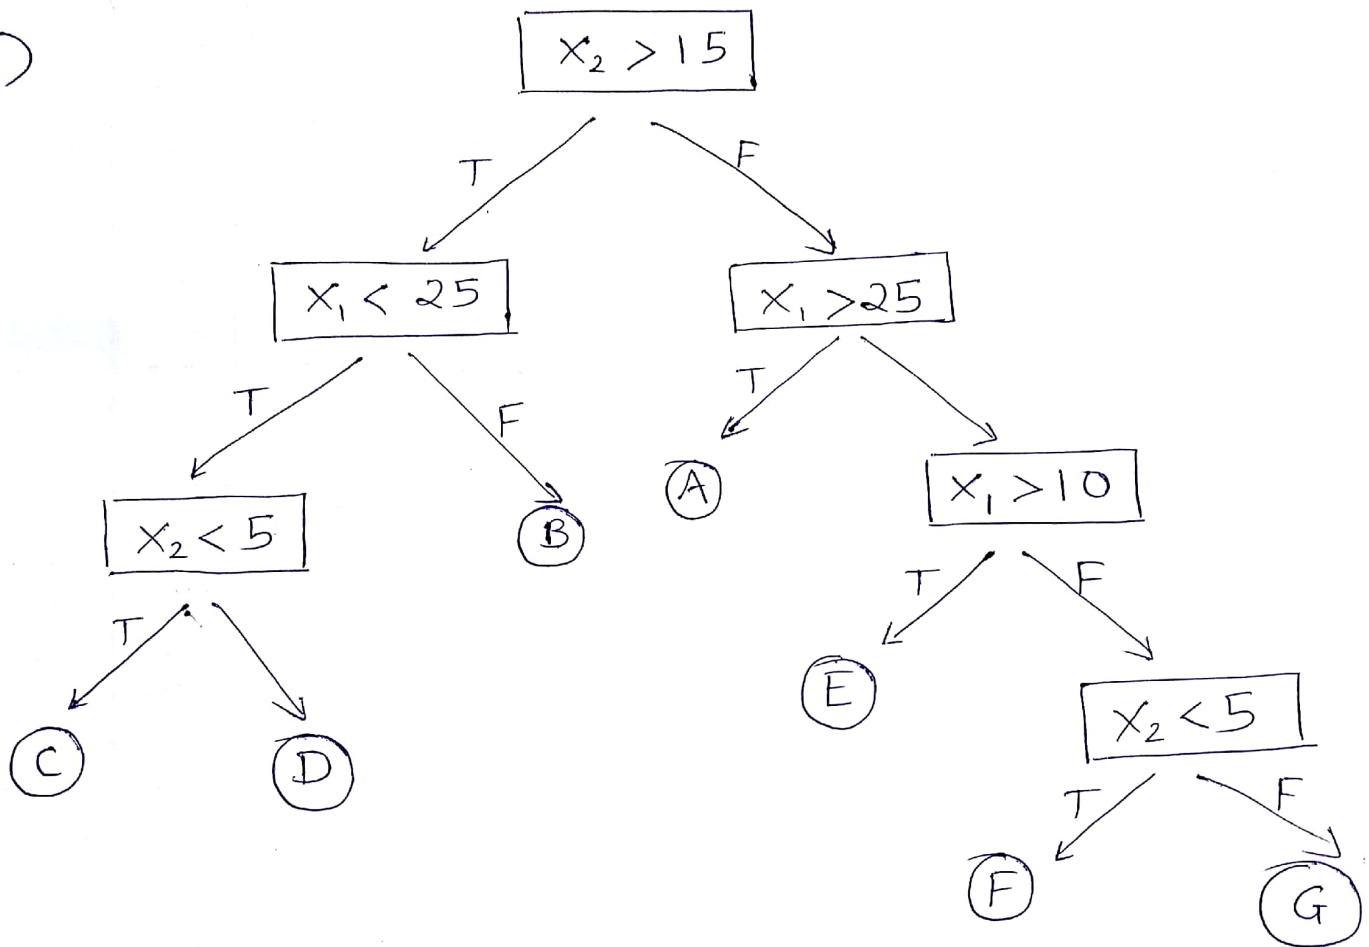 )
X₂ > 15
T F
X₁ < 25 X₁ > 25
T F T
X₂ < 5 B A X₁ > 10
T T F
C D E X₂ < 5
T F
F G